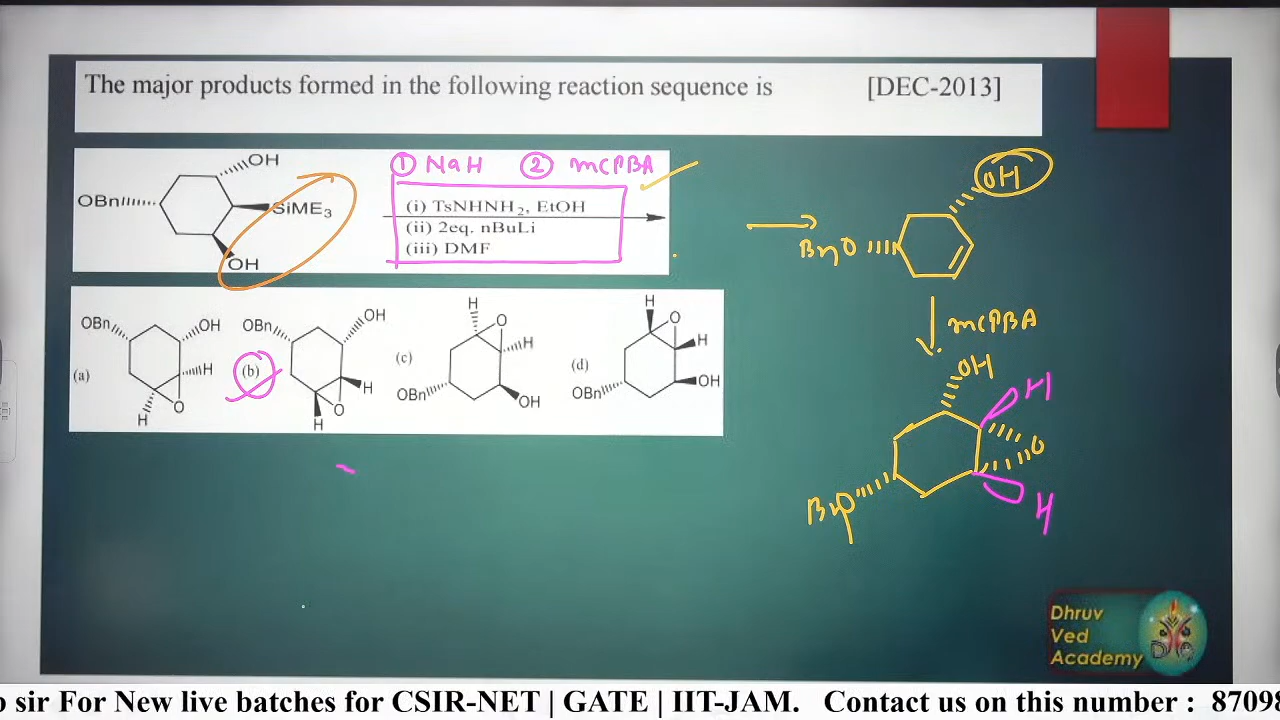 The major products formed in the following reaction sequence is [DEC-2013]
① NaH ② mCPBA
OH
OBn
SiME3
OH
(i) TsNHNH2, EtOH
(ii) 2eq. nBuLi
(iii) DMF
OH
BnO
mCPBA
OH
H
O
H
BnO
(a)
OBn
OH
H
O
H
(b)
OBn
OH
H
O
H
(c)
H
O
H
OBn
OH
(d)
H
O
H
OBn
OH
Dhruv
Ved
Academy
sir For New live batches for CSIR-NET | GATE | IIT-JAM. Contact us on this number : 8709